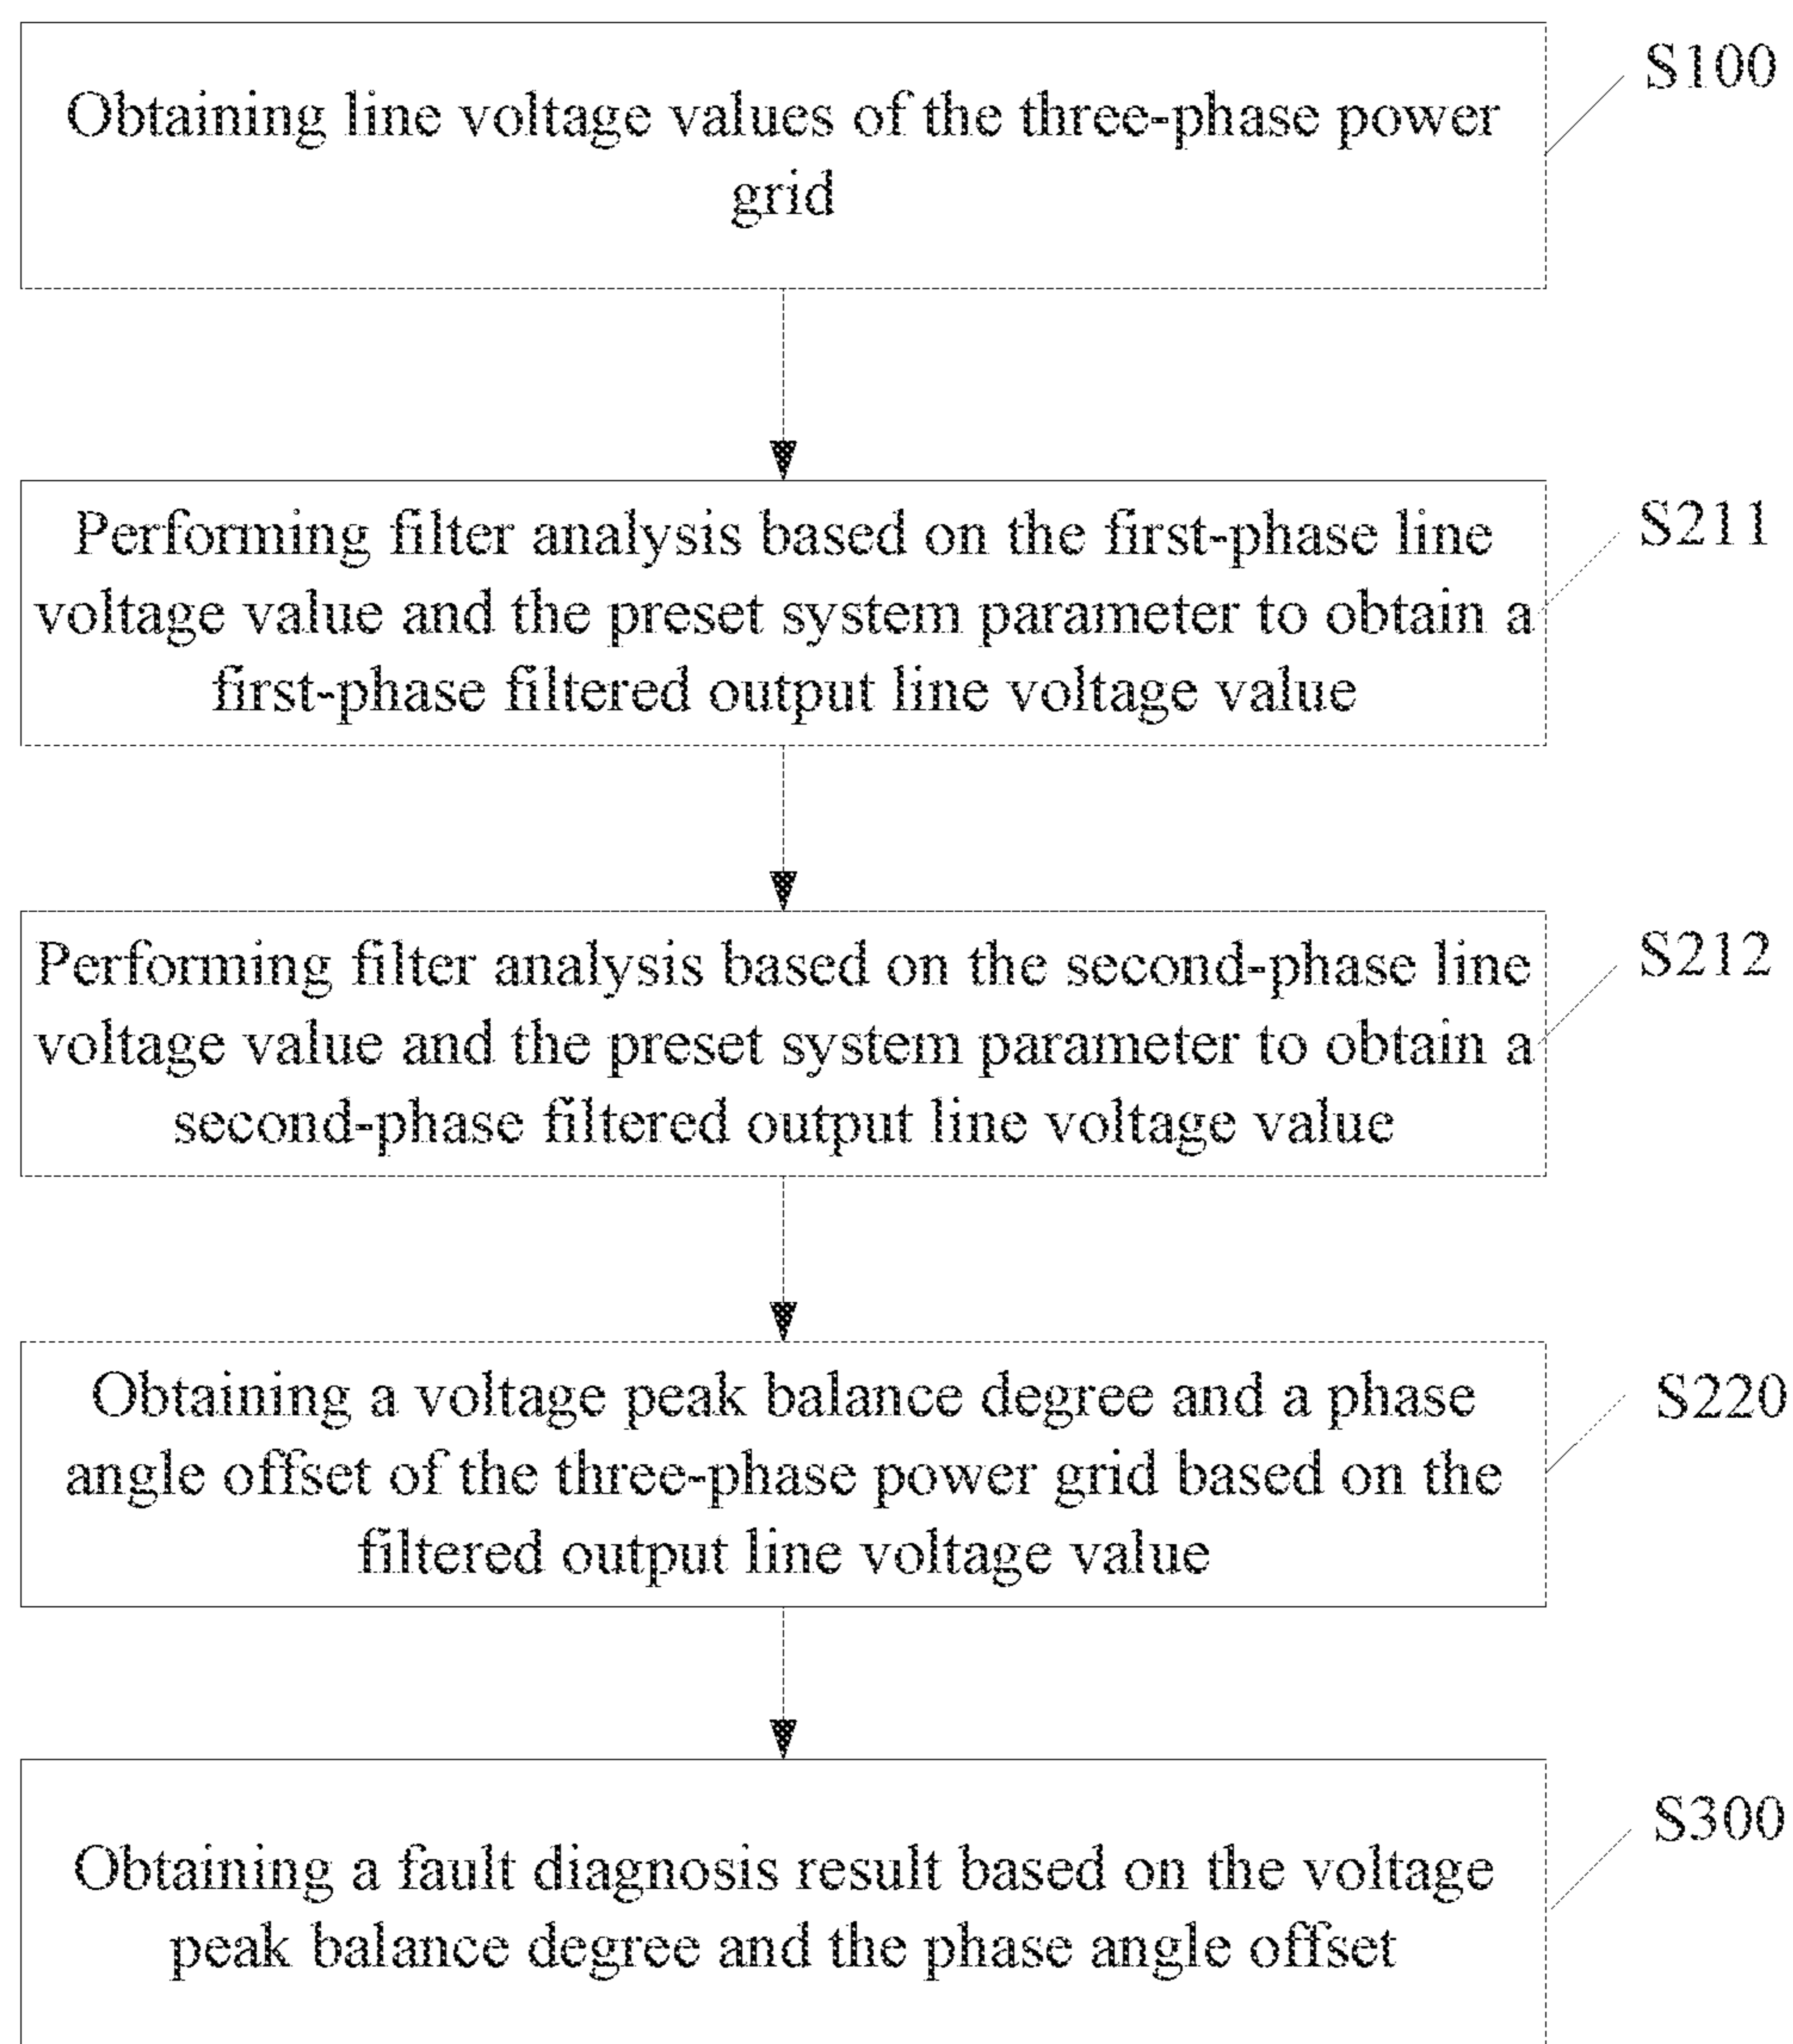 Obtaining line voltage values of the three-phase power
grid
S100
Performing filter analysis based on the first-phase line
voltage value and the preset system parameter to obtain a
first-phase filtered output line voltage value
S211
Performing filter analysis based on the second-phase line
voltage value and the preset system parameter to obtain a
second-phase filtered output line voltage value
S212
Obtaining a voltage peak balance degree and a phase
angle offset of the three-phase power grid based on the
filtered output line voltage value
S220
Obtaining a fault diagnosis result based on the voltage
peak balance degree and the phase angle offset
S300